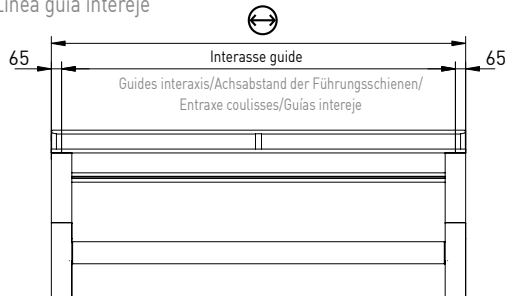 Línea guía intereje
65
Interasse guide
65
Guides interaxis/Achsabstand der Führungsschienen/
Entraxe coulisses/Guías intereje